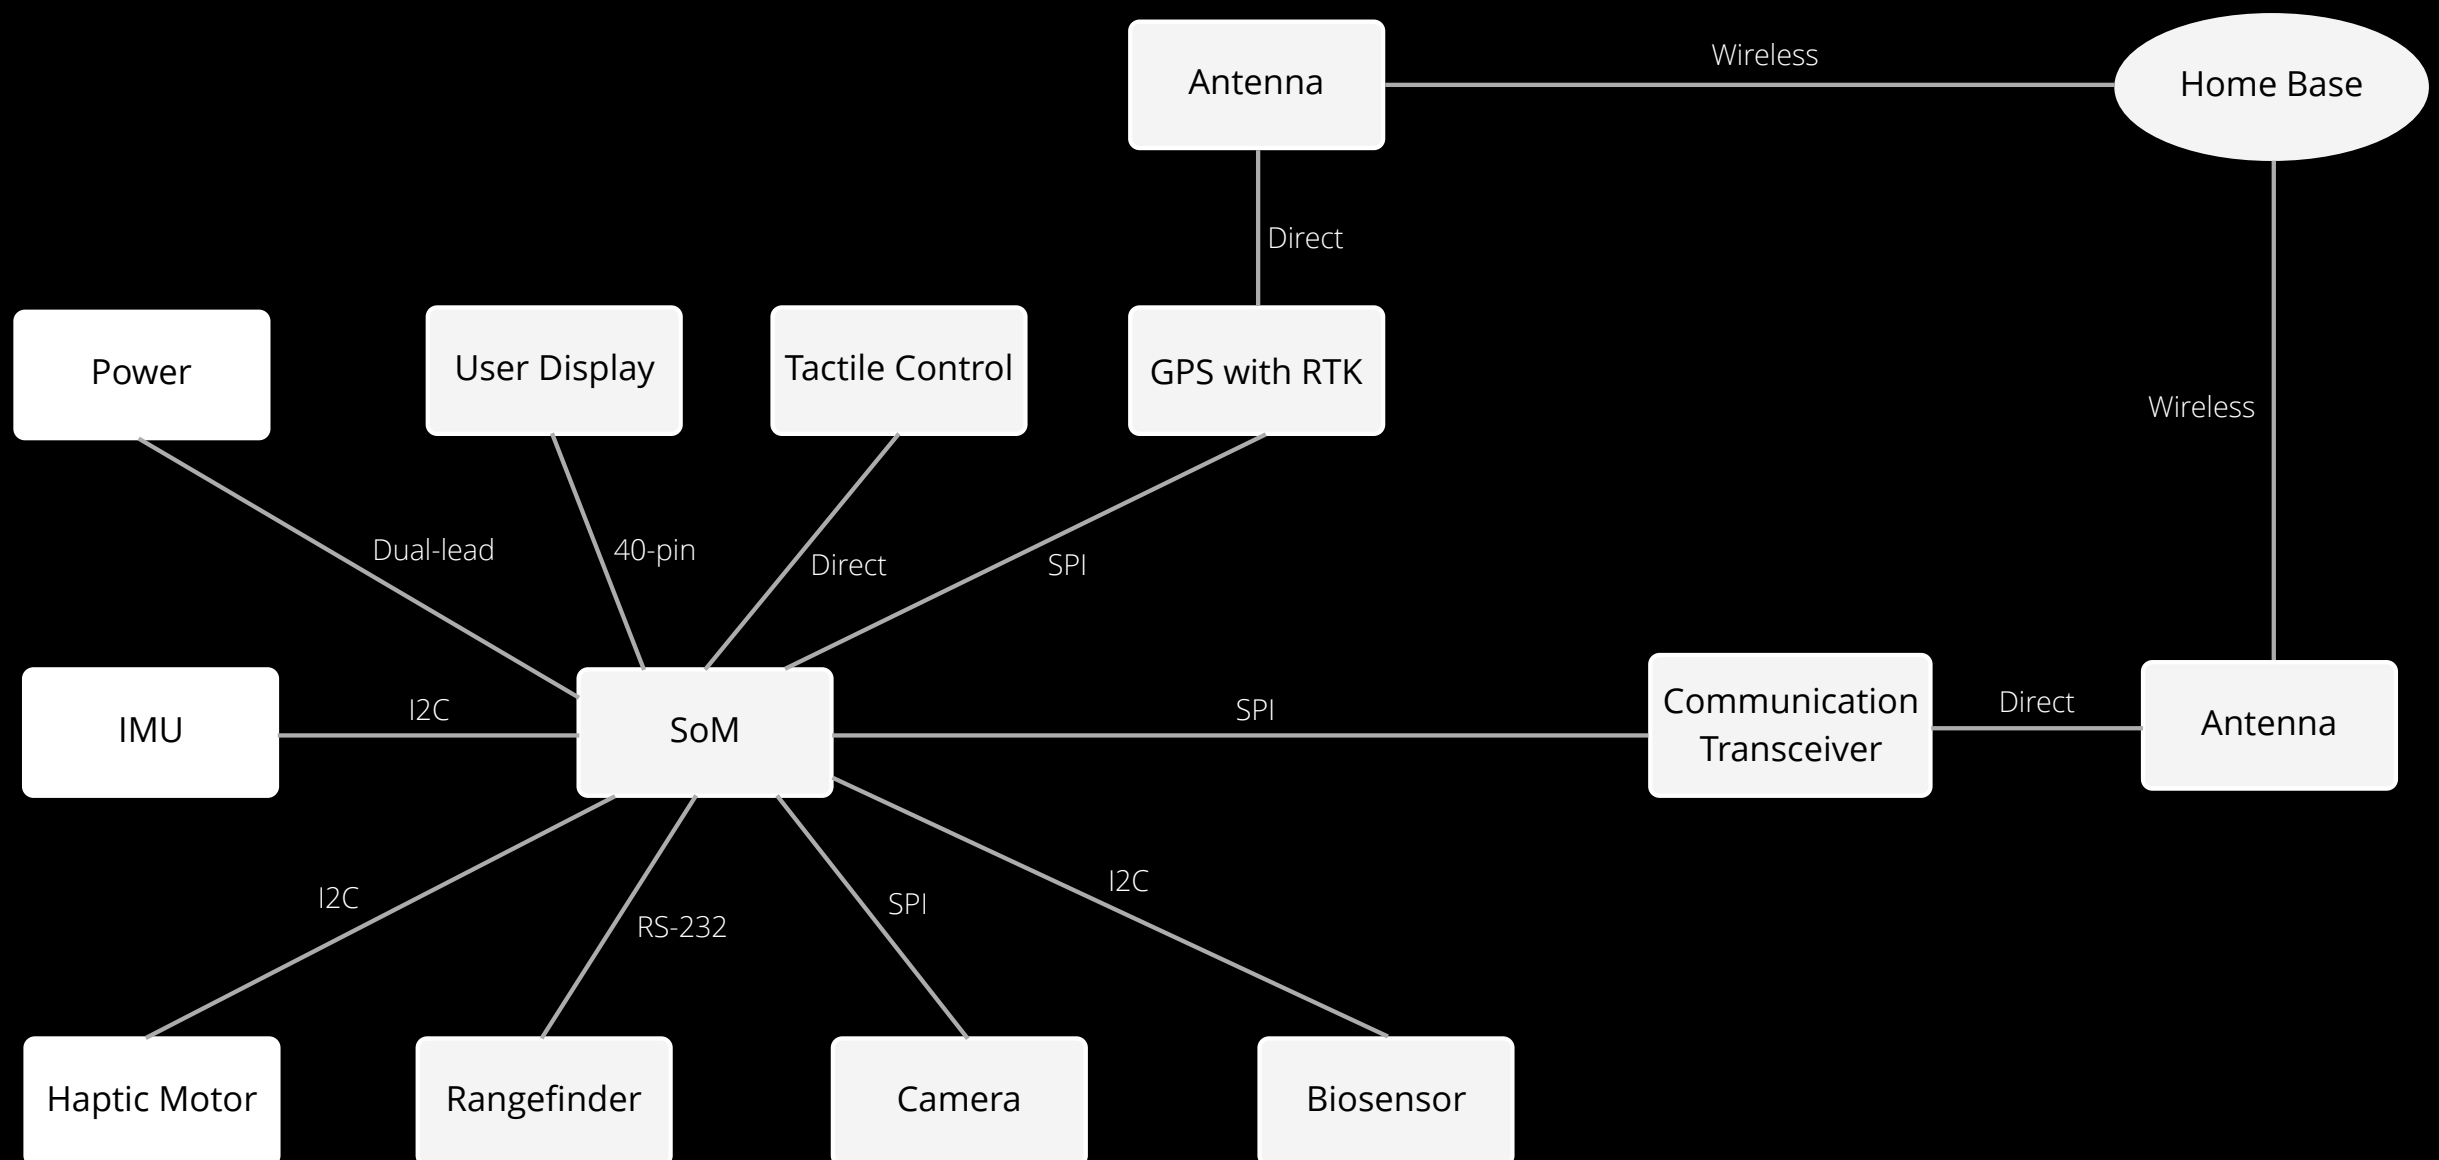 Antenna
Wireless
Home Base
Direct
Power
User Display
Tactile Control
GPS with RTK
Wireless
Dual-lead
40-pin
Direct
SPI
IMU
I2C
SoM
SPI
Communication
Transceiver
Direct
Antenna
I2C
RS-232
SPI
I2C
Haptic Motor
Rangefinder
Camera
Biosensor